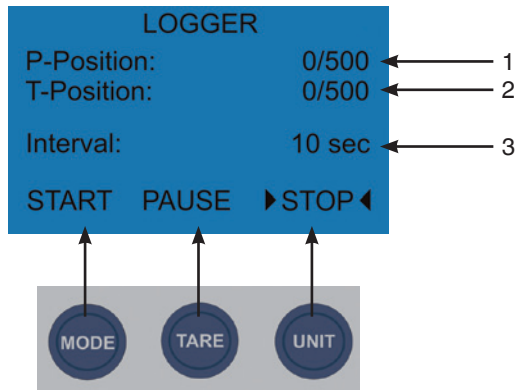 LOGGER
P-Position: 0/500 1
T-Position: 0/500 2
Interval: 10 sec 3
START PAUSE STOP
MODE TARE UNIT